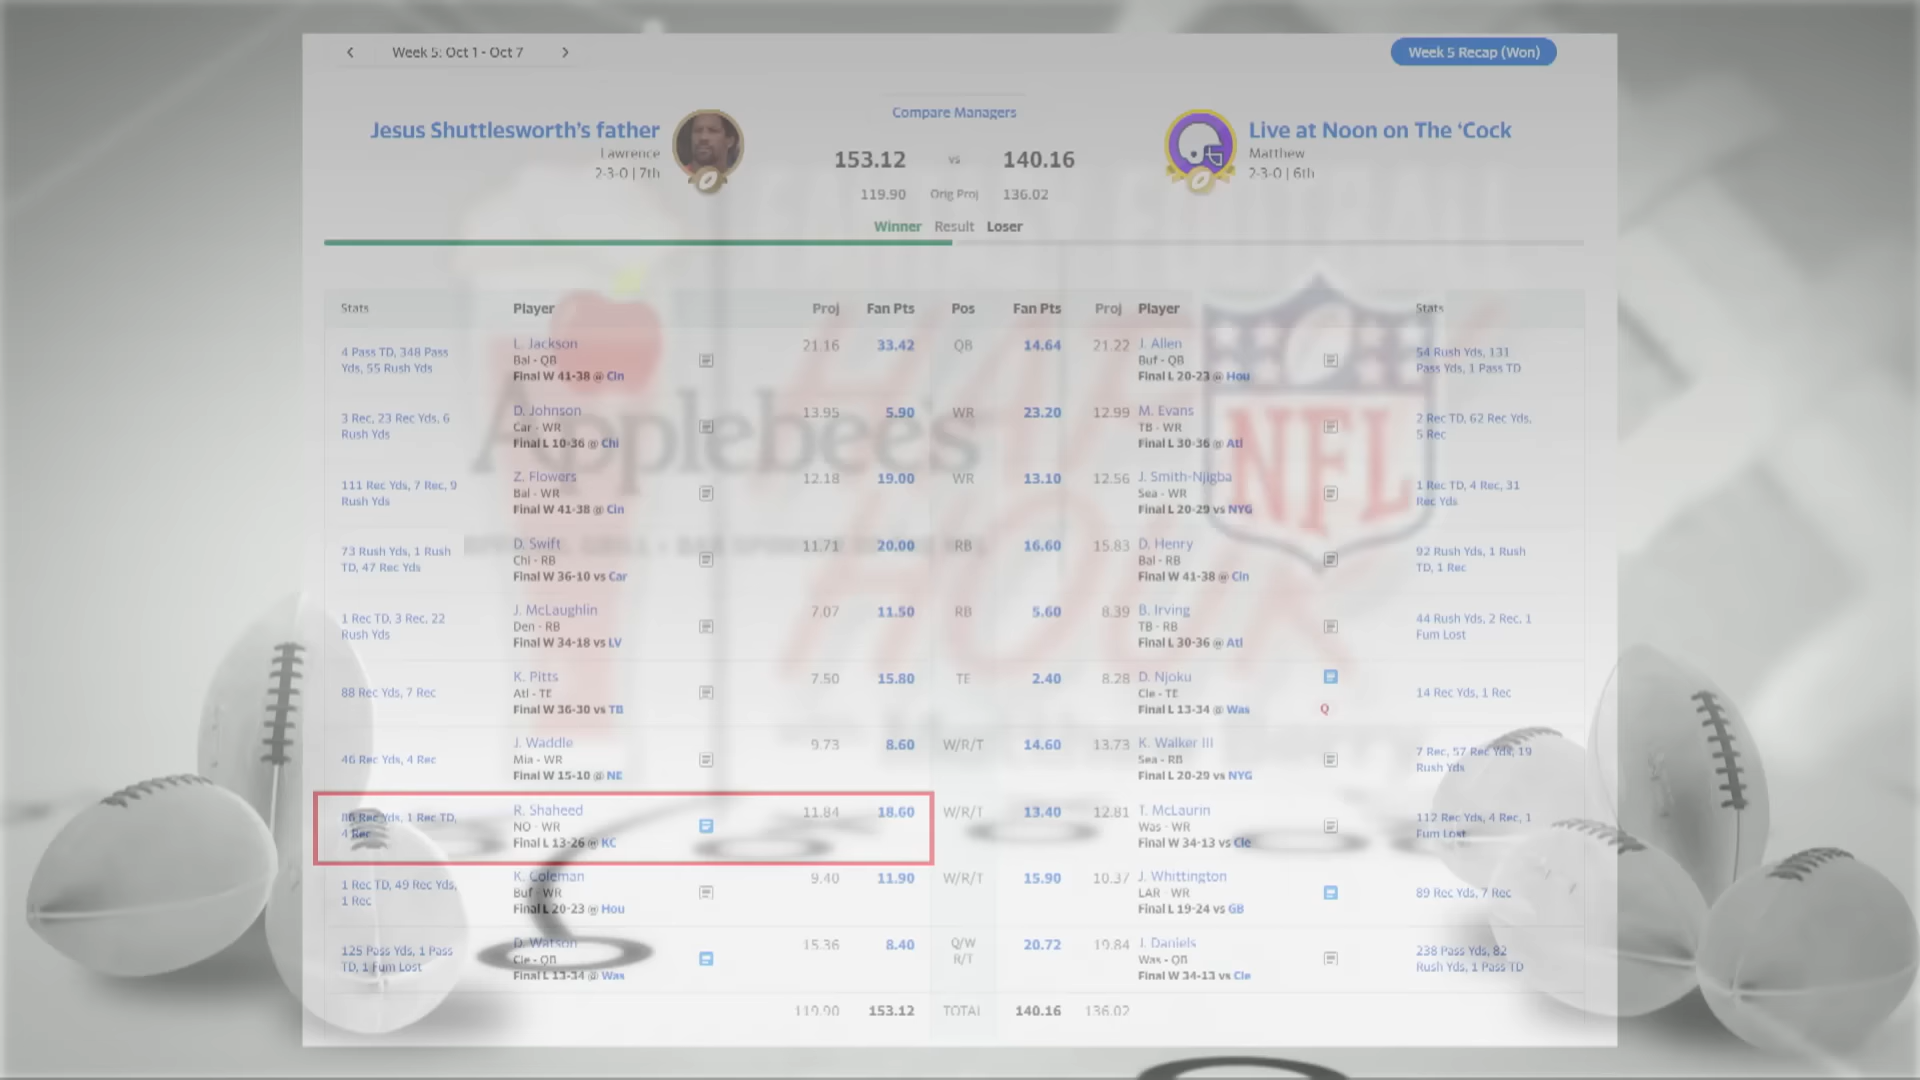 Week 5: Oct 1 - Oct 7
Week 5 Recap (Won)
Compare Managers
Jesus Shuttlesworth's father
Lawrence
2-3-0 | 7th
153.12 vs 140.16
119.90 Orig Proj 136.02
Live at Noon on The 'Cock
Matthew
2-3-0 | 6th
Winner Result Loser
Stats Player Proj Fan Pts Pos Fan Pts Proj Player Stats
4 Pass TD, 348 Pass
Yds, 55 Rush Yds
L. Jackson
Bal - QB
Final W 41-38 @ Cin
21.16 33.42 QB 14.64 21.22
J. Allen
Buf - QB
Final L 20-23 @ Hou
54 Rush Yds, 131
Pass Yds, 1 Pass TD
3 Rec, 23 Rec Yds, 6
Rush Yds
D. Johnson
Car - WR
Final L 10-36 @ Chi
13.95 5.90 WR 23.20 12.99
M. Evans
TB - WR
Final L 30-36 @ Atl
2 Rec TD, 62 Rec Yds,
5 Rec
111 Rec Yds, 7 Rec, 9
Rush Yds
Z. Flowers
Bal - WR
Final W 41-38 @ Cin
12.18 19.00 WR 13.10 12.56
J. Smith-Njigba
Sea - WR
Final L 20-29 vs NYG
1 Rec TD, 4 Rec, 31
Rec Yds
73 Rush Yds, 1 Rush
TD, 47 Rec Yds
D. Swift
Chi - RB
Final W 36-10 vs Car
11.71 20.00 RB 16.60 15.83
D. Henry
Bal - RB
Final W 41-38 @ Cin
92 Rush Yds, 1 Rush
TD, 1 Rec
1 Rec TD, 3 Rec, 22
Rush Yds
J. McLaughlin
Den - RB
Final W 34-18 vs LV
7.07 11.50 RB 5.60 8.39
B. Irving
TB - RB
Final L 30-36 @ Atl
44 Rush Yds, 2 Rec, 1
Fum Lost
88 Rec Yds, 7 Rec
K. Pitts
Atl - TE
Final W 36-30 vs TB
7.50 15.80 TE 2.40 8.28
D. Njoku
Cle - TE
Final L 13-34 @ Was
Q
14 Rec Yds, 1 Rec
46 Rec Yds, 4 Rec
J. Waddle
Mia - WR
Final W 15-10 @ NE
9.73 8.60 W/R/T 14.60 13.73
K. Walker III
Sea - RB
Final L 20-29 vs NYG
7 Rec, 57 Rec Yds, 19
Rush Yds
86 Rec Yds, 1 Rec TD,
4 Rec
R. Shaheed
NO - WR
Final L 13-26 @ KC
11.84 18.60 W/R/T 13.40 12.81
T. McLaurin
Was - WR
Final W 34-13 vs Cle
112 Rec Yds, 4 Rec, 1
Fum Lost
1 Rec TD, 49 Rec Yds,
1 Rec
K. Coleman
Buf - WR
Final L 20-23 @ Hou
9.40 11.90 W/R/T 15.90 10.37
J. Whittington
LAR - WR
Final L 19-24 vs GB
89 Rec Yds, 7 Rec
125 Pass Yds, 1 Pass
TD, 1 Fum Lost
D. Watson
Cle - QB
Final L 13-34 @ Was
15.36 8.40 Q/W R/T 20.72 19.84
J. Daniels
Was - QB
Final W 34-13 vs Cle
238 Pass Yds, 82
Rush Yds, 1 Pass TD
119.90 153.12 TOTAL 140.16 136.02
Applebee's
HALF
HOUR
NFL